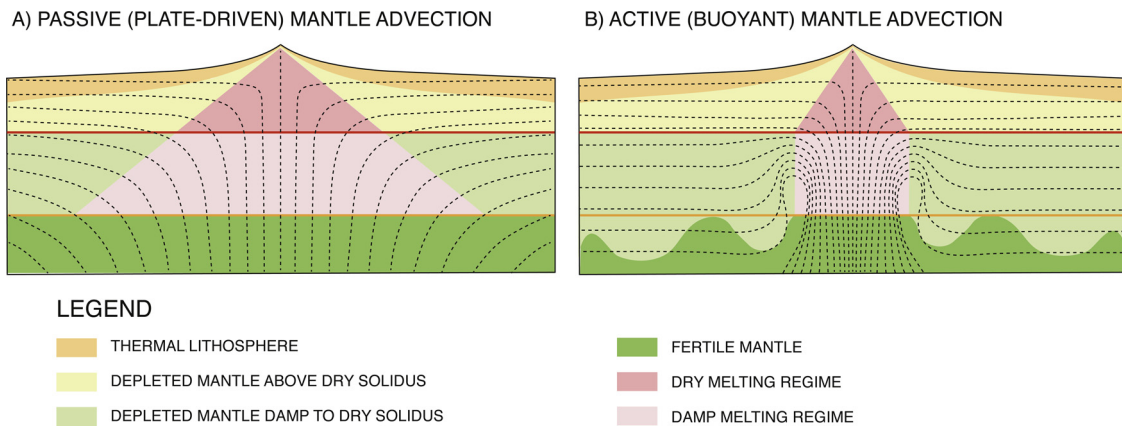 A) PASSIVE (PLATE-DRIVEN) MANTLE ADVECTION
B) ACTIVE (BUOYANT) MANTLE ADVECTION
LEGEND
THERMAL LITHOSPHERE
DEPLETED MANTLE ABOVE DRY SOLIDUS
DEPLETED MANTLE DAMP TO DRY SOLIDUS
FERTILE MANTLE
DRY MELTING REGIME
DAMP MELTING REGIME